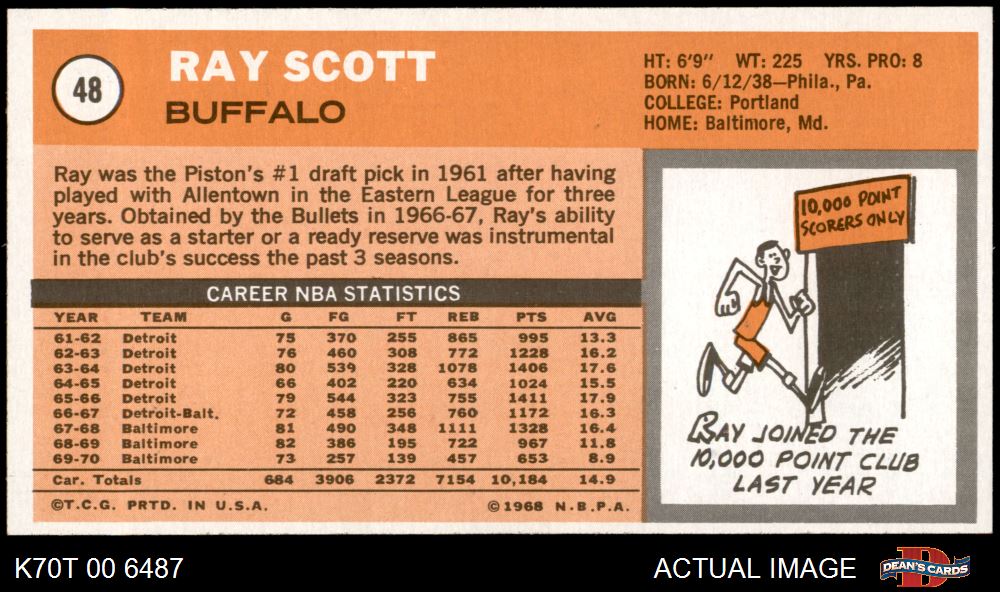 48
RAY SCOTT
BUFFALO
HT: 6'9" WT: 225 YRS. PRO: 8
BORN: 6/12/38—Phila., Pa.
COLLEGE: Portland
HOME: Baltimore, Md.
Ray was the Piston's #1 draft pick in 1961 after having
played with Allentown in the Eastern League for three
years. Obtained by the Bullets in 1966-67, Ray's ability
to serve as a starter or a ready reserve was instrumental
in the club's success the past 3 seasons.
CAREER NBA STATISTICS
YEAR TEAM G FG FT REB PTS AVG
61-62 Detroit 75 370 255 865 995 13.3
62-63 Detroit 76 460 308 772 1228 16.2
63-64 Detroit 80 539 328 1078 1406 17.6
64-65 Detroit 66 402 220 634 1024 15.5
65-66 Detroit 79 544 323 755 1411 17.9
66-67 Detroit-Balt. 72 458 256 760 1172 16.3
67-68 Baltimore 81 490 348 1111 1328 16.4
68-69 Baltimore 82 386 195 722 967 11.8
69-70 Baltimore 73 257 139 457 653 8.9
Car. Totals 684 3906 2372 7154 10,184 14.9
©T.C.G. PRTD. IN U.S.A. ©1968 N.B.P.A.
10,000 POINT
SCORERS ONLY
RAY JOINED THE
10,000 POINT CLUB
LAST YEAR
K70T 00 6487 ACTUAL IMAGE
D
DEAN'S CARDS